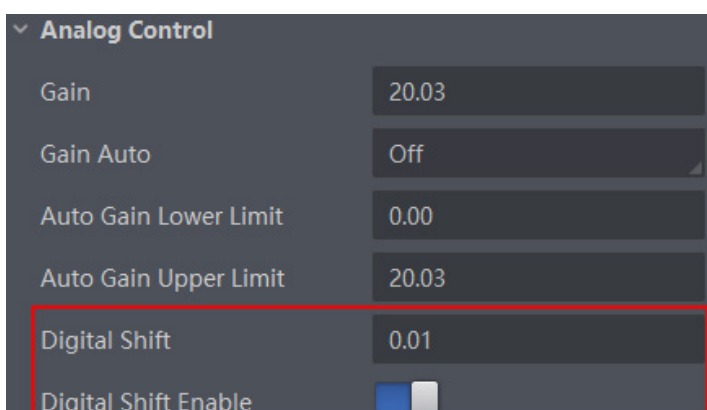 Analog Control
Gain 20.03
Gain Auto Off
Auto Gain Lower Limit 0.00
Auto Gain Upper Limit 20.03
Digital Shift 0.01
Digital Shift Enable